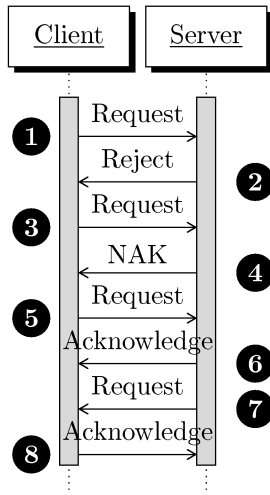 Client Server
Request
1
Reject
2
Request
3
NAK
4
Request
5
Acknowledge
6
Request
7
Acknowledge
8